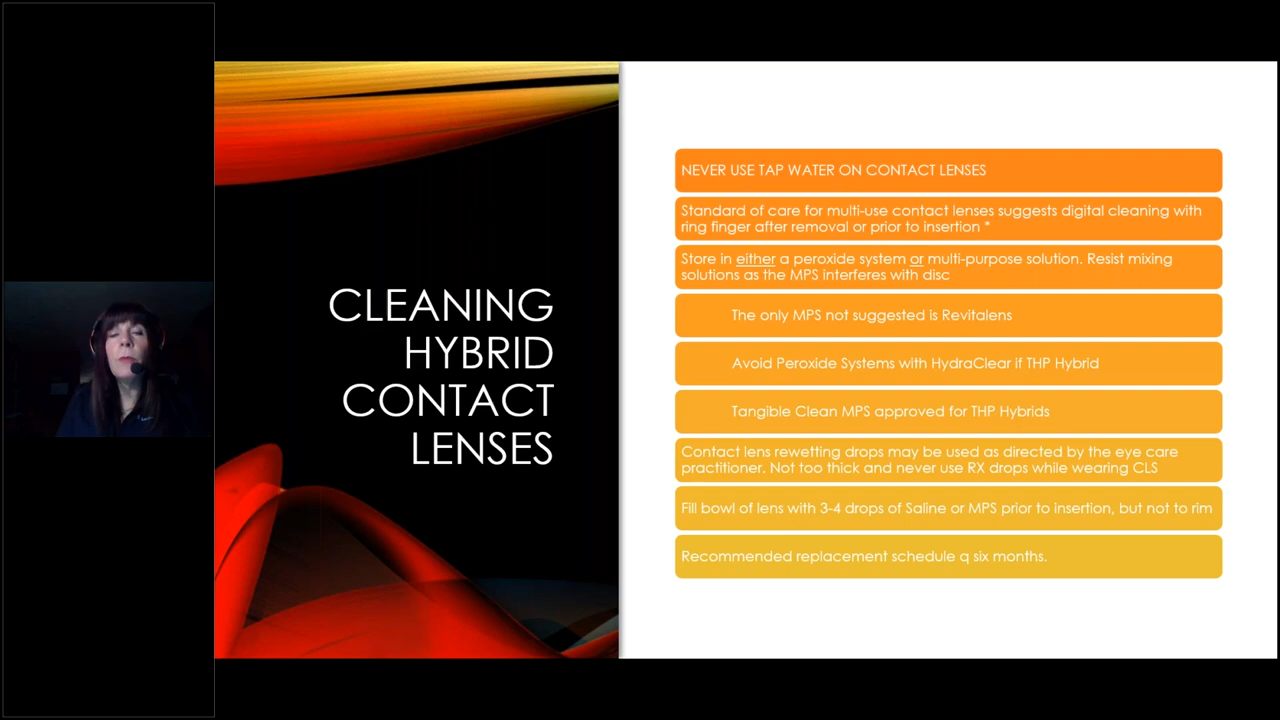 CLEANING
HYBRID
CONTACT
LENSES
NEVER USE TAP WATER ON CONTACT LENSES
Standard of care for multi-use contact lenses suggests digital cleaning with
ring finger after removal or prior to insertion *
Store in either a peroxide system or multi-purpose solution. Resist mixing
solutions as the MPS interferes with disc
The only MPS not suggested is Revitalens
Avoid Peroxide Systems with HydraClear if THP Hybrid
Tangible Clean MPS approved for THP Hybrids
Contact lens rewetting drops may be used as directed by the eye care
practitioner. Not too thick and never use RX drops while wearing CLS
Fill bowl of lens with 3-4 drops of Saline or MPS prior to insertion, but not to rim
Recommended replacement schedule q six months.